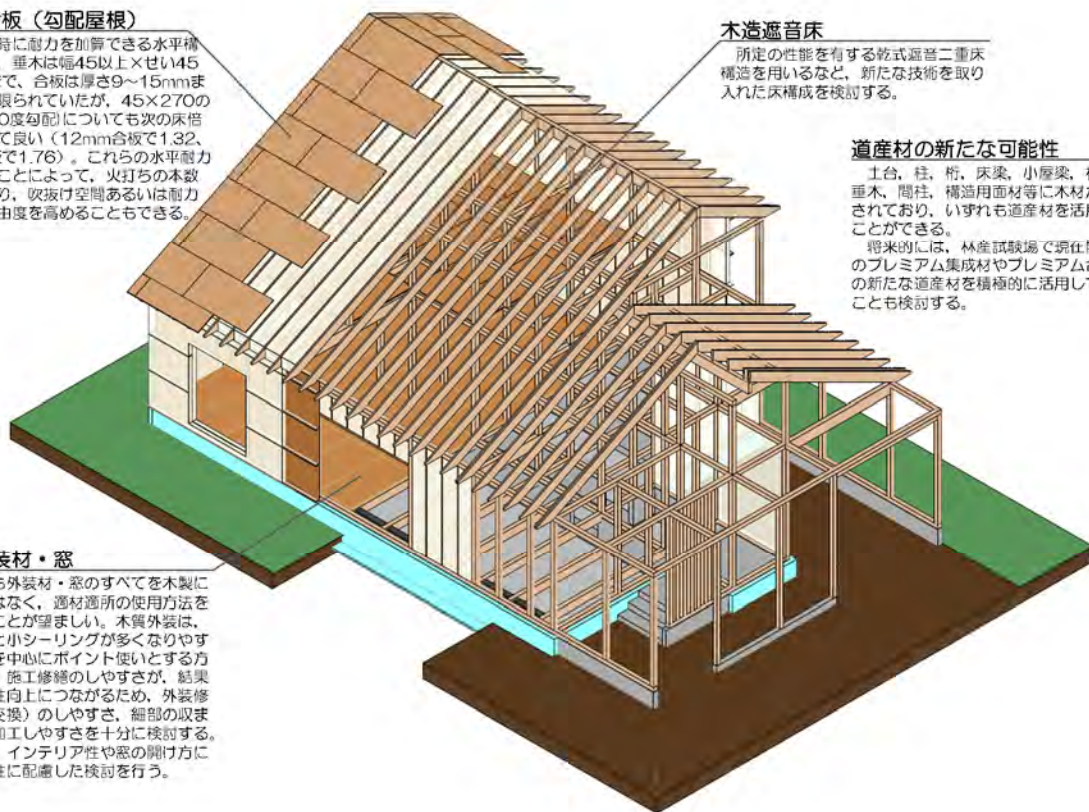 板（勾配屋根）
時に耐力を加算できる水平構
垂木は幅45以上×せい45
で，合板は厚さ9～15mmま
限られていたが，45×270の
0度勾配）についても次の床倍
て良い（12mm合板で1.32、
で1.76）。これらの水平耐力
ことによって，火打ちの本数
り，吹抜け空間あるいは耐力
由度を高めることもできる。
木造遮音床
所定の性能を有する乾式遮音二重床
構造を用いるなど，新たな技術を取り
入れた床構成を検討する。
道産材の新たな可能性
土台，柱，桁，床梁，小屋梁，
垂木，間柱，構造用面材等に木材
されており，いずれも道産材を活
ことができる。
将来的には，林産試験場で現在
のプレミアム集成材やプレミアム
の新たな道産材を積極的に活用して
ことも検討する。
装材・窓
ら外装材・窓のすべてを木製に
はなく，適材適所の使用方法を
ことが望ましい。木質外装は，
と小シーリングが多くなりやす
を中心にポイント使いとする方
施工修繕のしやすさが，結果
性向上につながるため，外装修
交換）のしやすさ，細部の収ま
加工しやすさを十分に検討する。
インテリア性や窓の開け方に
性に配慮した検討を行う。